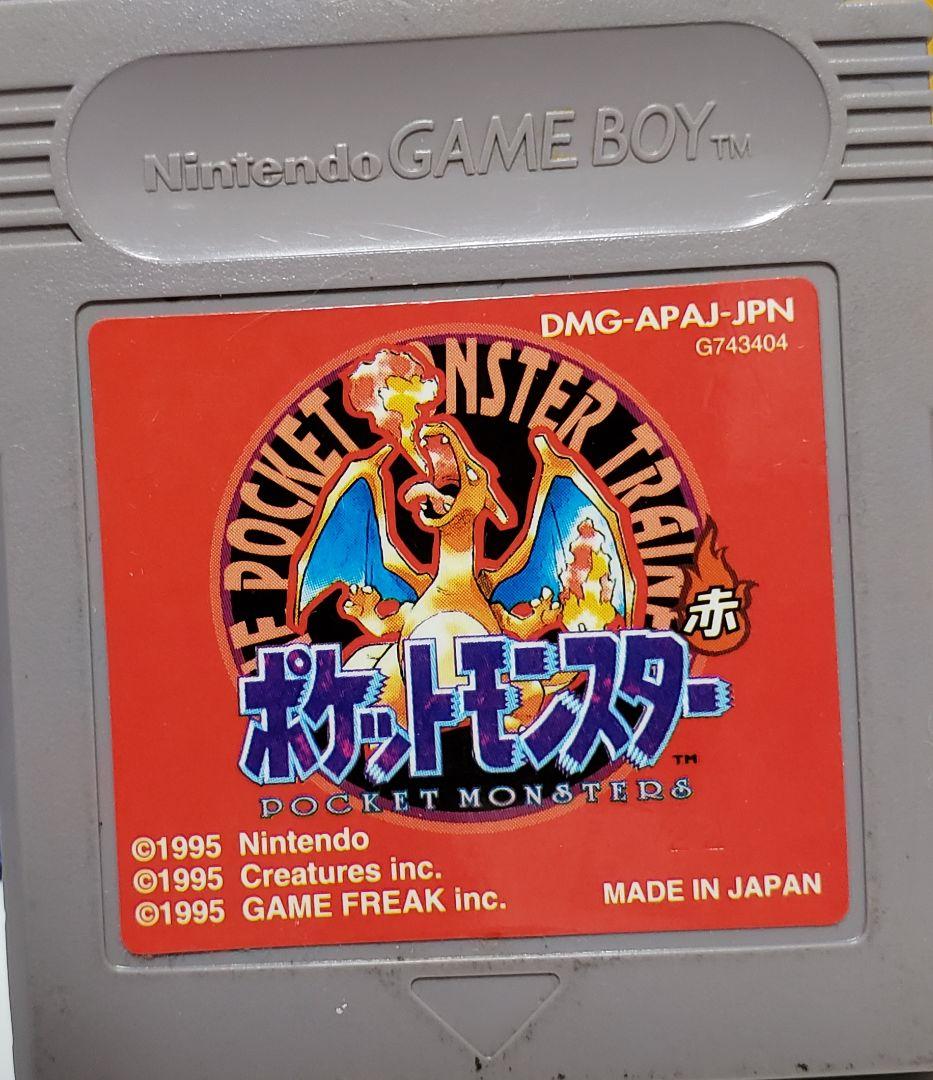 Nintendo GAME BOY™
DMG-APAJ-JPN
G743404
POCKET MONSTER
赤
ポケットモンスター™
POCKET MONSTERS
©1995 Nintendo
©1995 Creatures inc.
©1995 GAME FREAK inc.
MADE IN JAPAN